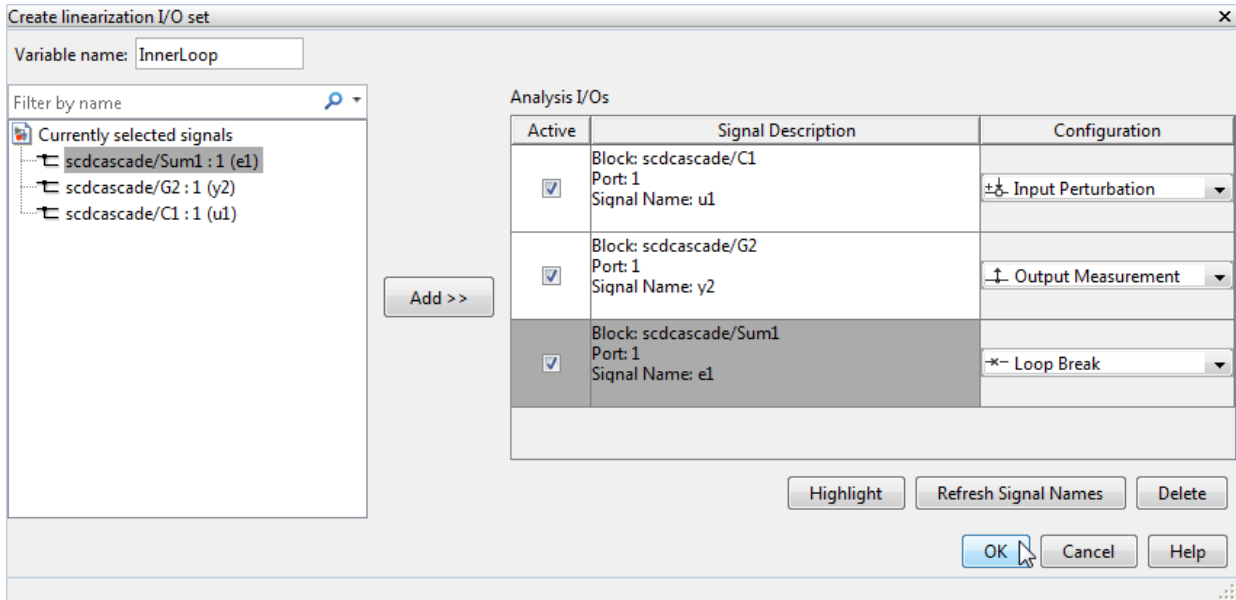 Create linearization I/O set
Variable name: InnerLoop
Filter by name
Currently selected signals
scdcascade/Sum1 : 1 (e1)
scdcascade/G2 : 1 (y2)
scdcascade/C1 : 1 (u1)
Add >>
Analysis I/Os
Active Signal Description Configuration
Block: scdcascade/C1
Port: 1
Signal Name: u1
Input Perturbation
Block: scdcascade/G2
Port: 1
Signal Name: y2
Output Measurement
Block: scdcascade/Sum1
Port: 1
Signal Name: e1
Loop Break
Highlight Refresh Signal Names Delete
OK Cancel Help